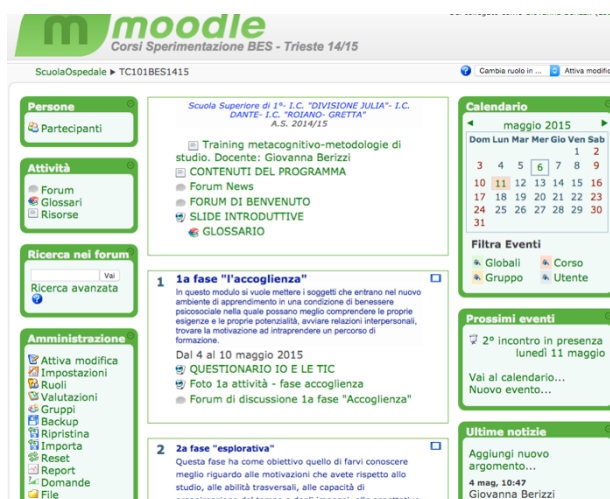 moodle
Corsi Sperimentazione BES - Trieste 14/15
ScuolaOspedale ► TC101BES1415
Cambia ruolo in ...
Attiva modifica
Persone
Partecipanti
Attività
Forum
Glossari
Risorse
Ricerca nei forum
Vai
Ricerca avanzata
Amministrazione
Attiva modifica
Impostazioni
Ruoli
Valutazioni
Gruppi
Backup
Ripristina
Importa
Reset
Report
Domande
File
Scuola Superiore di 1°- I.C. "DIVISIONE JULIA"- I.C.
DANTE- I.C. "ROIANO- GRETTA"
A.S. 2014/15
Training metacognitivo-metodologie di
studio. Docente: Giovanna Berizzi
CONTENUTI DEL PROGRAMMA
Forum News
FORUM DI BENVENUTO
SLIDE INTRODUTTIVE
GLOSSARIO
1
1a fase "l'accoglienza"
In questo modulo si vuole mettere i soggetti che entrano nel nuovo
ambiente di apprendimento in una condizione di benessere
psicosociale nella quale possano meglio comprendere le proprie
esigenze e le proprie potenzialità, avviare relazioni interpersonali,
trovare la motivazione ad intraprendere un percorso di
formazione.
Dal 4 al 10 maggio 2015
QUESTIONARIO IO E LE TIC
Foto 1a attività - fase accoglienza
Forum di discussione 1a fase "Accoglienza"
2
2a fase "esplorativa"
Questa fase ha come obiettivo quello di farvi conoscere
meglio riguardo alle motivazioni che avete rispetto allo
studio, alle abilità trasversali, alle capacità di
Calendario
◄ maggio 2015 ►
Dom Lun Mar Mer Gio Ven Sab
1 2
3 4 5 6 7 8 9
10 11 12 13 14 15 16
17 18 19 20 21 22 23
24 25 26 27 28 29 30
31
Filtra Eventi
Globali Corso
Gruppo Utente
Prossimi eventi
2° incontro in presenza
lunedì 11 maggio
Vai al calendario...
Nuovo evento...
Ultime notizie
Aggiungi nuovo
argomento...
4 mag, 10:47
Giovanna Berizzi